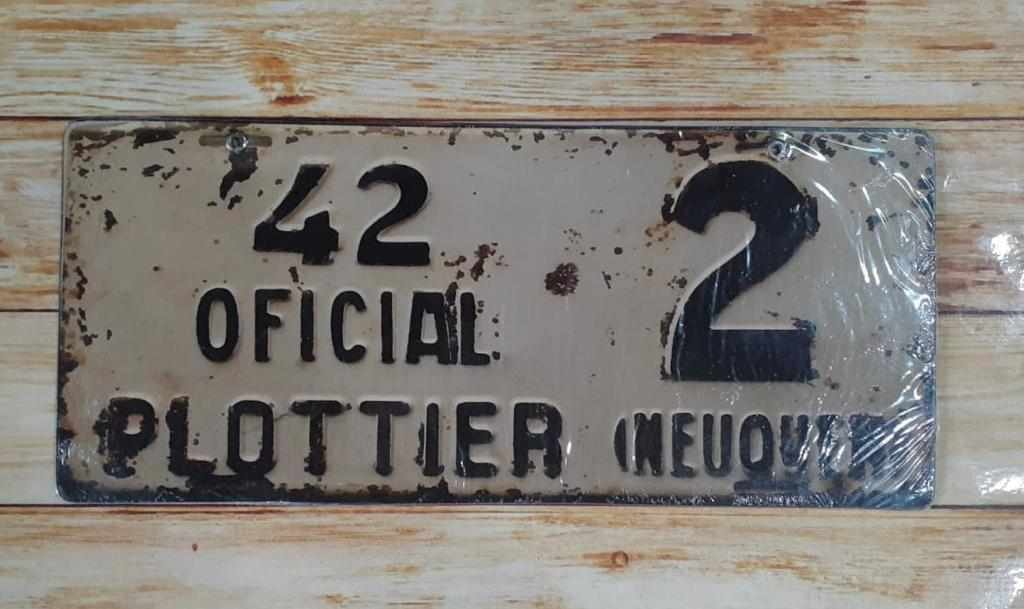 42 2
OFICIAL
PLOTTIER (NEUQUEN